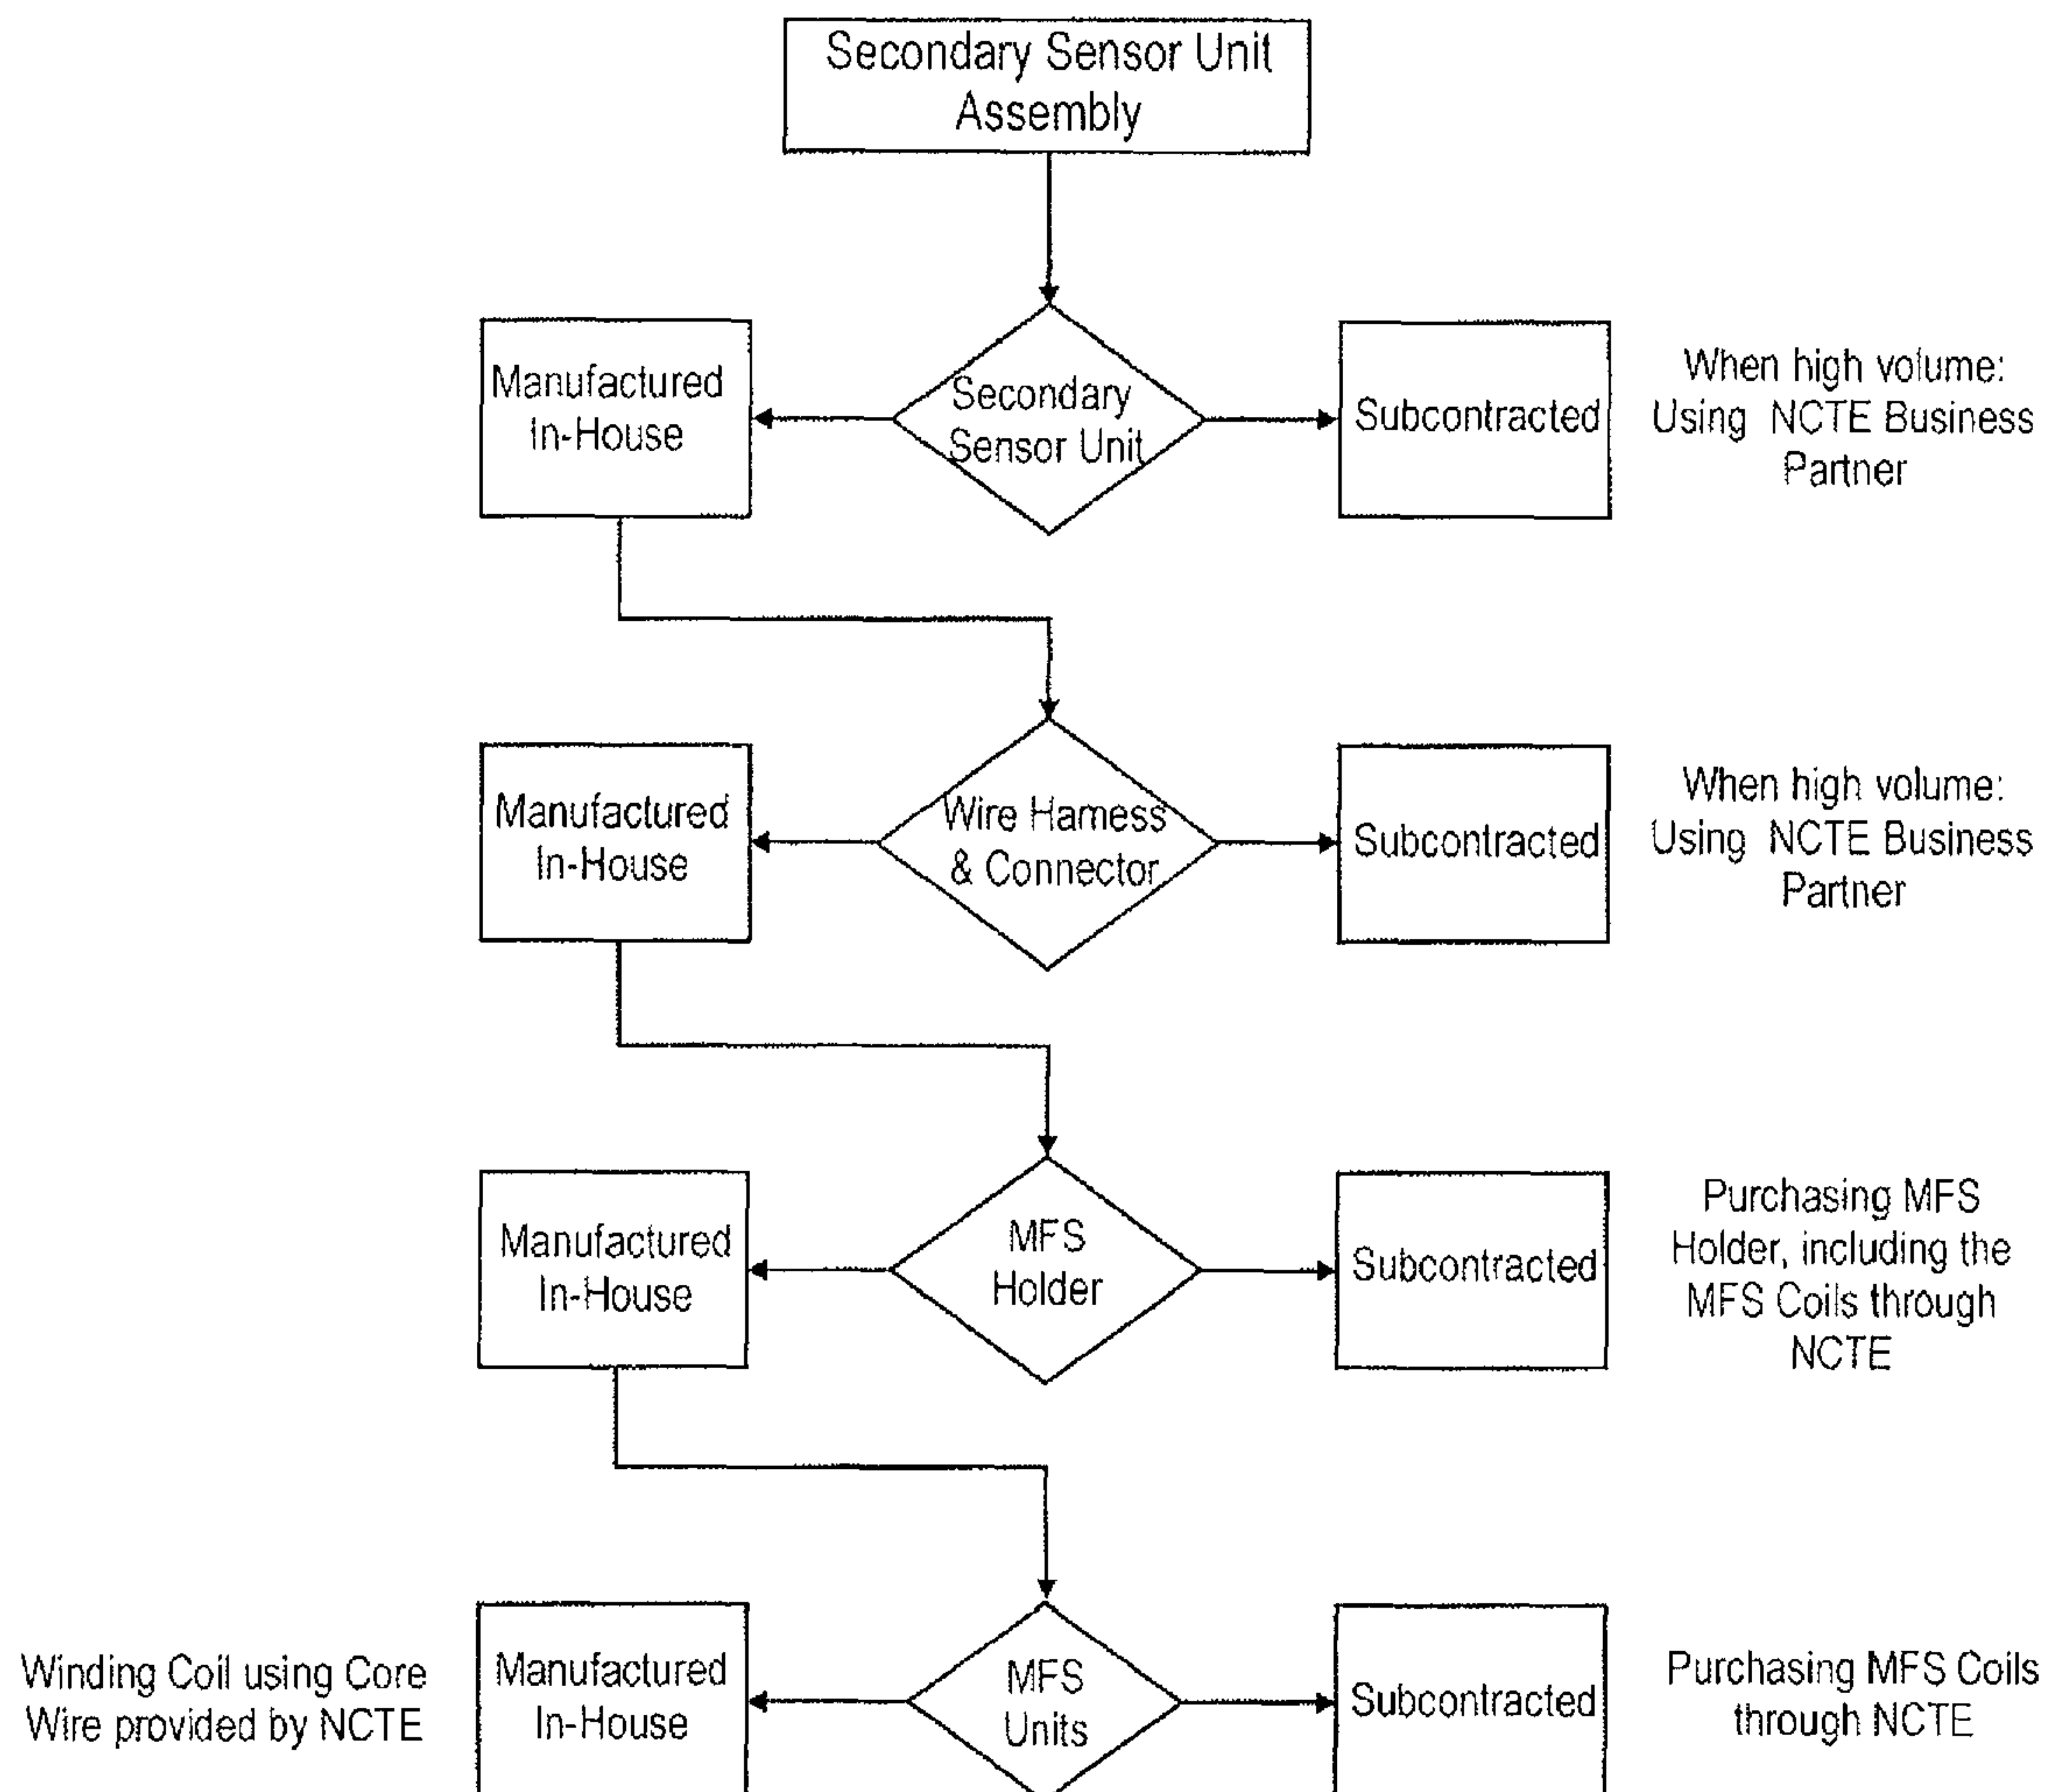 Secondary Sensor Unit
Assembly
Manufactured
In-House
Secondary
Sensor Unit
Subcontracted
When high volume:
Using NCTE Business
Partner
Manufactured
In-House
Wire Harness
& Connector
Subcontracted
When high volume:
Using NCTE Business
Partner
Manufactured
In-House
MFS
Holder
Subcontracted
Purchasing MFS
Holder, including the
MFS Coils through
NCTE
Winding Coil using Core
Wire provided by NCTE
Manufactured
In-House
MFS
Units
Subcontracted
Purchasing MFS Coils
through NCTE